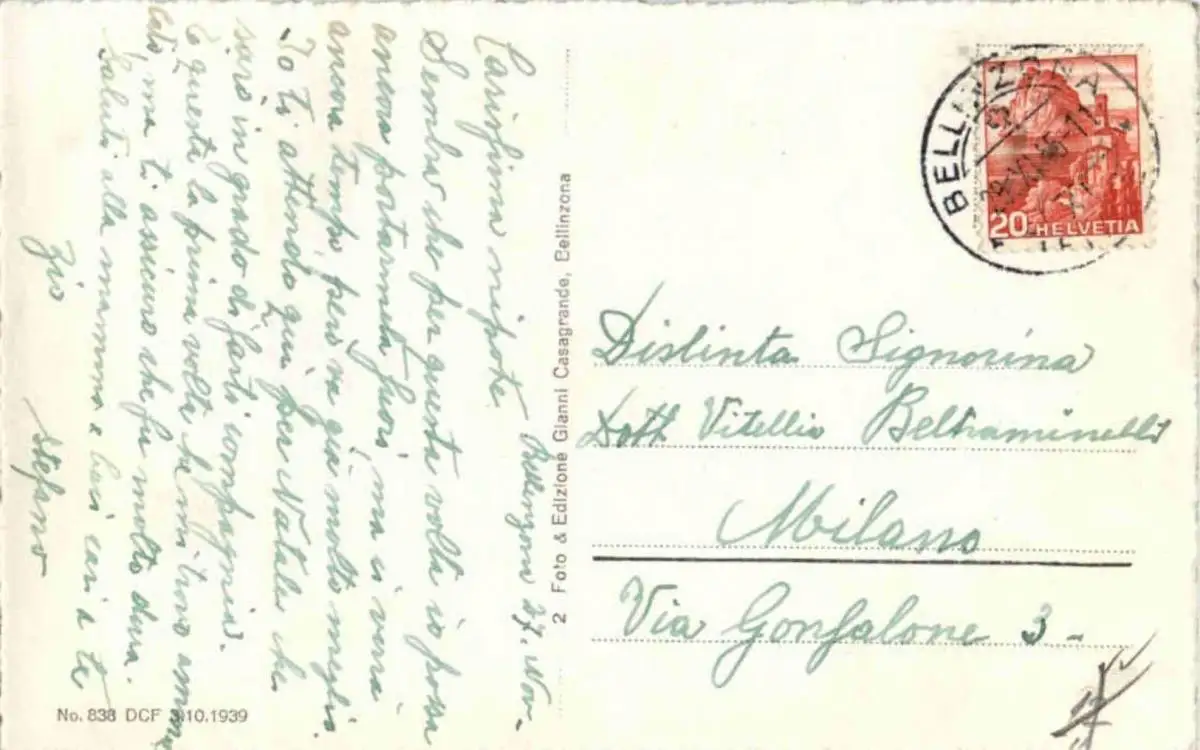 Bellinzona 27. Nov-
Carissima nipote
Sembra che per questa volta io possa
ancora portarmela fuori, ma ci vorrà
ancora tempo, però va già molto meglio.
Io ti attendo qui per Natale che
sarò in grado di farti compagnia.
E questa la prima volta che mi trovo amma
lato, ma ti assicuro che fu molto dura.
Saluti alla mamma e baci cari a te
Zio
Stefano
No. 838 DCF 3.10.1939
2 Foto & Edizione Gianni Casagrande, Bellinzona
BELLINZONA
20 HELVETIA
Distinta Signorina
Dott Vitellio Beltraminelli
Milano
Via Gonfalone 3-